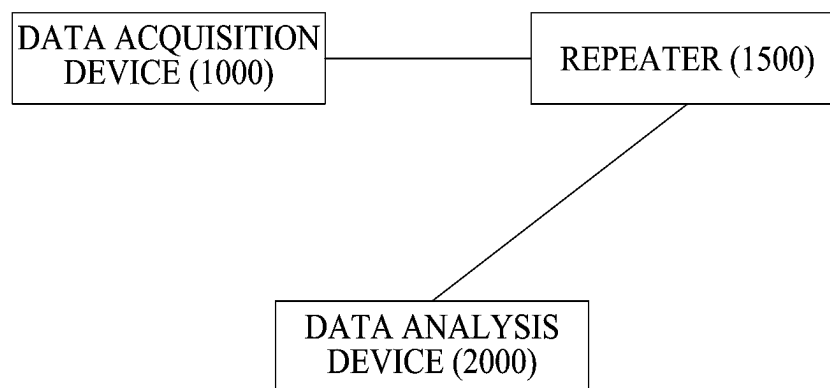 DATA ACQUISITION
DEVICE (1000)
REPEATER (1500)
DATA ANALYSIS
DEVICE (2000)